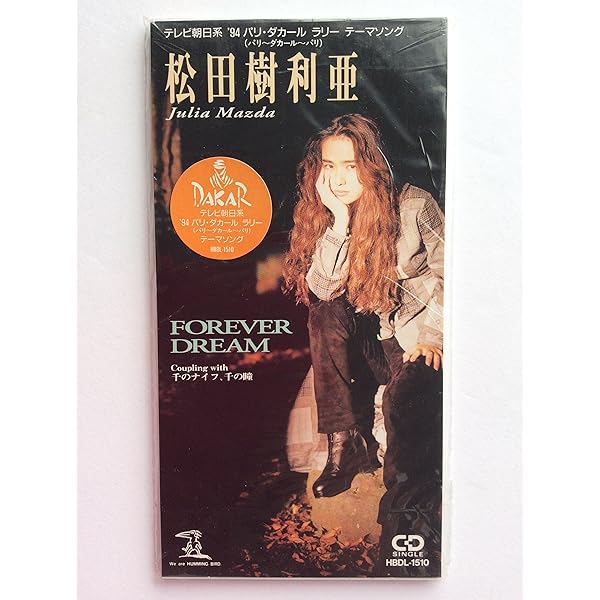 テレビ朝日系 '94 パリ・ダカール ラリー テーマソング
(パリ〜ダカール〜パリ)
松田樹利亜
Julia Mazda
DAKAR
テレビ朝日系
'94 パリ・ダカール ラリー
(パリ〜ダカール〜パリ)
テーマソング
HBDL-1510
FOREVER
DREAM
Coupling with
千のナイフ、千の瞳
We are HUMMING BIRD.
CD
SINGLE
HBDL-1510